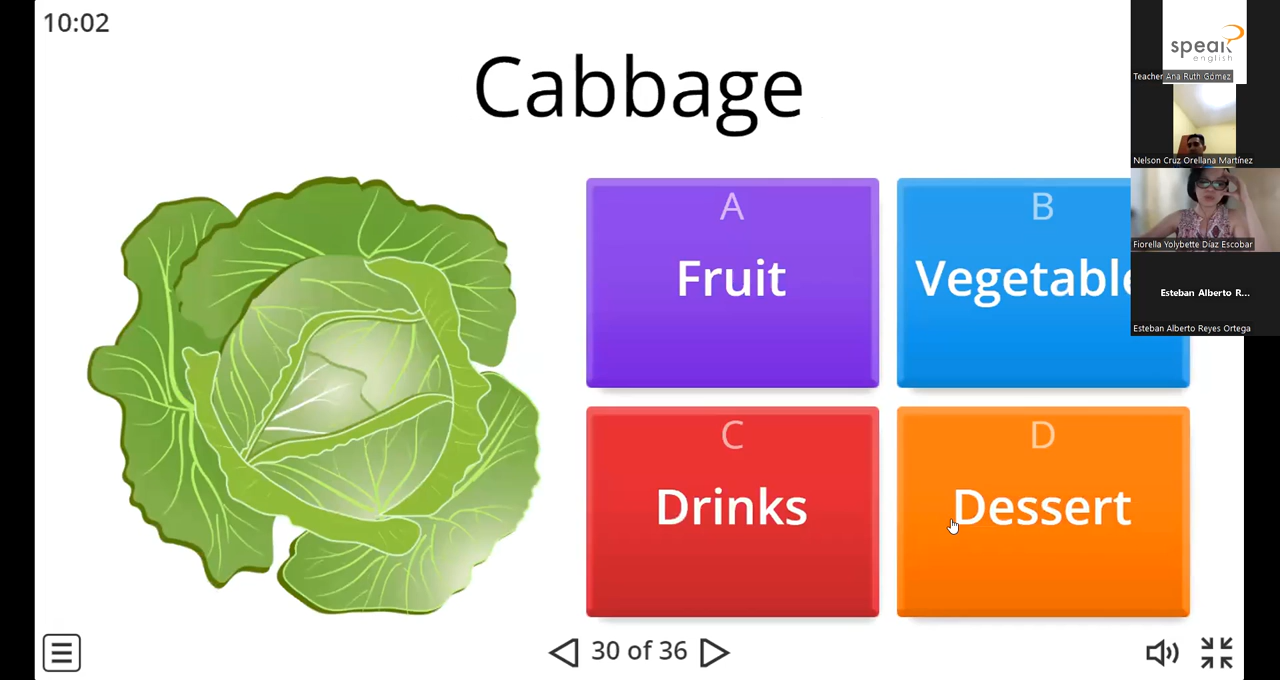 10:02
Cabbage
A
Fruit
B
Vegetable
C
Drinks
D
Dessert
30 of 36
speak
english
Teacher Ana Ruth Gómez
Nelson Cruz Orellana Martínez
Fiorella Yolybette Díaz Escobar
Esteban Alberto R...
Esteban Alberto Reyes Ortega